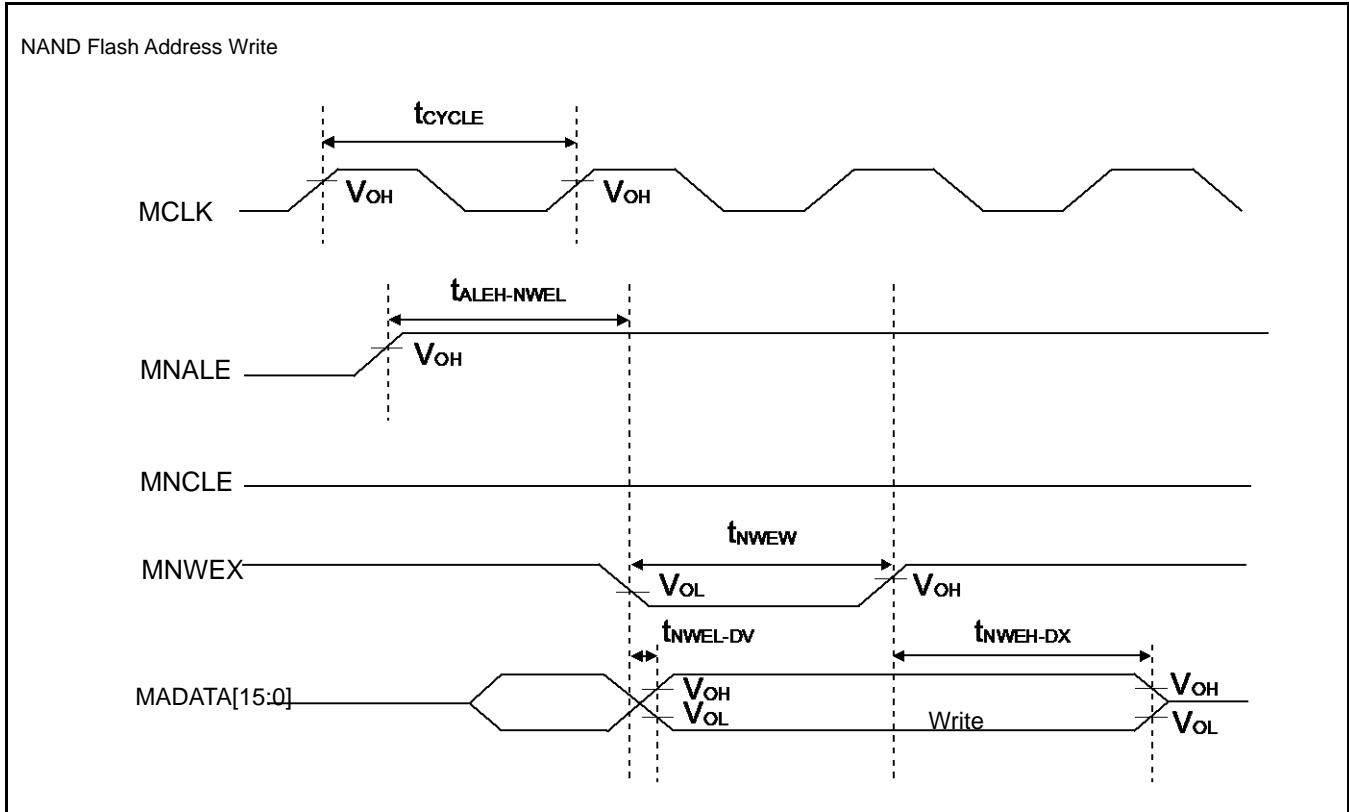 NAND Flash Address Write
tCYCLE
MCLK
VOH
VOH
tALEH-NWEL
MNALE
VOH
MNCLE
tNWEW
MNWEX
VOL
VOH
tNWEL-DV
tNWEH-DX
MADATA[15:0]
VOH
VOH
VOL
Write
VOL